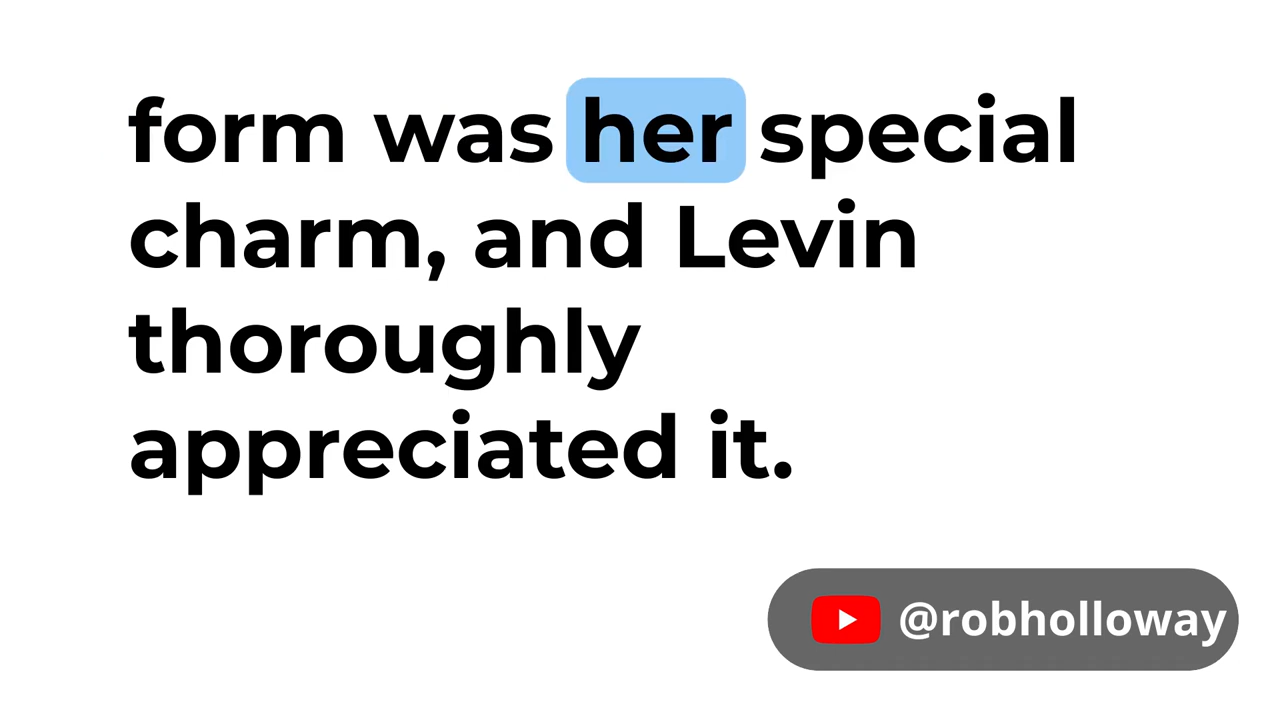 form was her special
charm, and Levin
thoroughly
appreciated it.
@robholloway